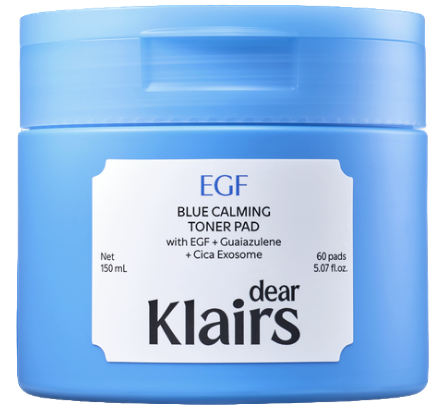 EGF
BLUE CALMING
TONER PAD
with EGF + Guaiazulene
+ Cica Exosome
Net
150 mL
60 pads
5.07 fl.oz.
dear
Klairs